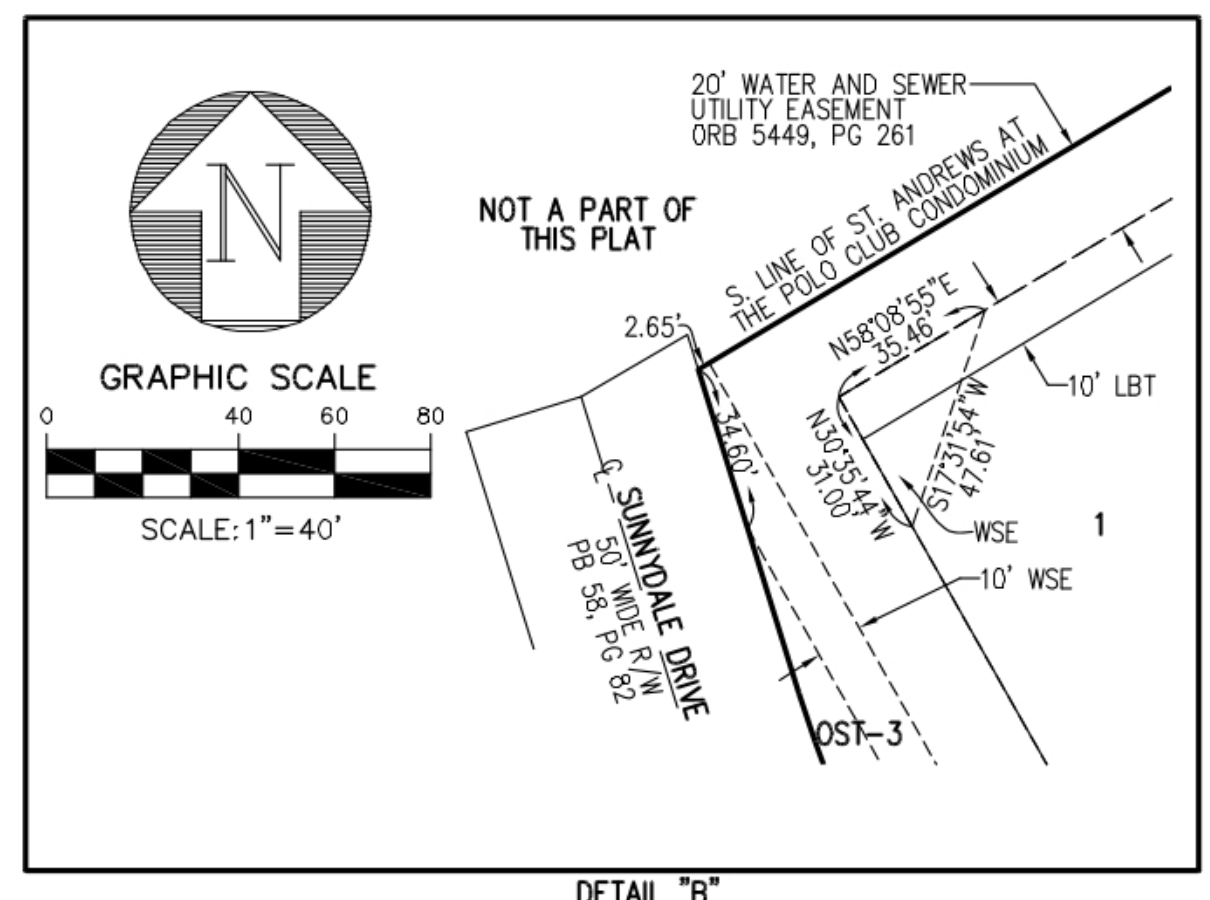 20' WATER AND SEWER
UTILITY EASEMENT
ORB 5449, PG 261
N
NOT A PART OF
THIS PLAT
S. LINE OF ST. ANDREWS AT
THE POLO CLUB CONDOMINIUM
2.65'
N58°08'55"E
35.46'
GRAPHIC SCALE
0 40 60 80
SCALE: 1"=40'
10' LBT
34.60'
N30°35'44"W
31.00'
S17°31'54"W
47.61'
WSE
1
10' WSE
CL SUNNYDALE DRIVE
50' WIDE R/W
PB 58, PG 82
OST-3
DETAIL "B"